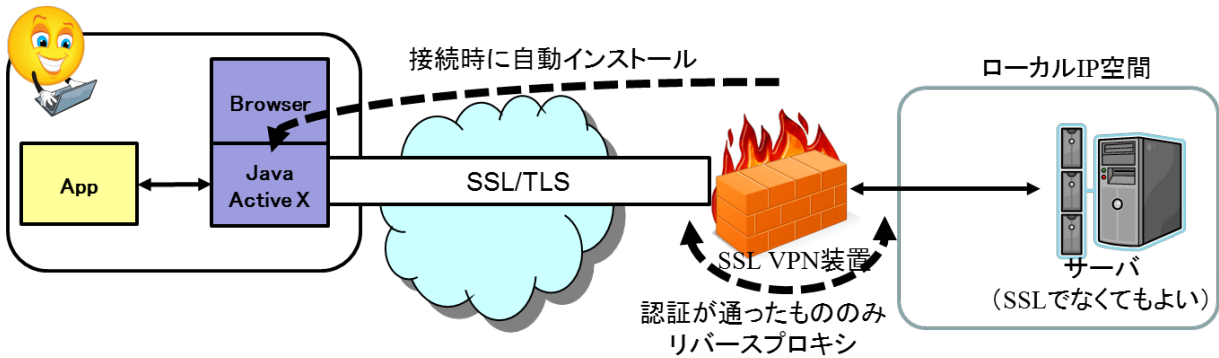 接続時に自動インストール
ローカルIP空間
Browser
Java
Active X
App
SSL/TLS
SSL VPN装置
認証が通ったもののみ
リバースプロキシ
サーバ
（SSLでなくてもよい）